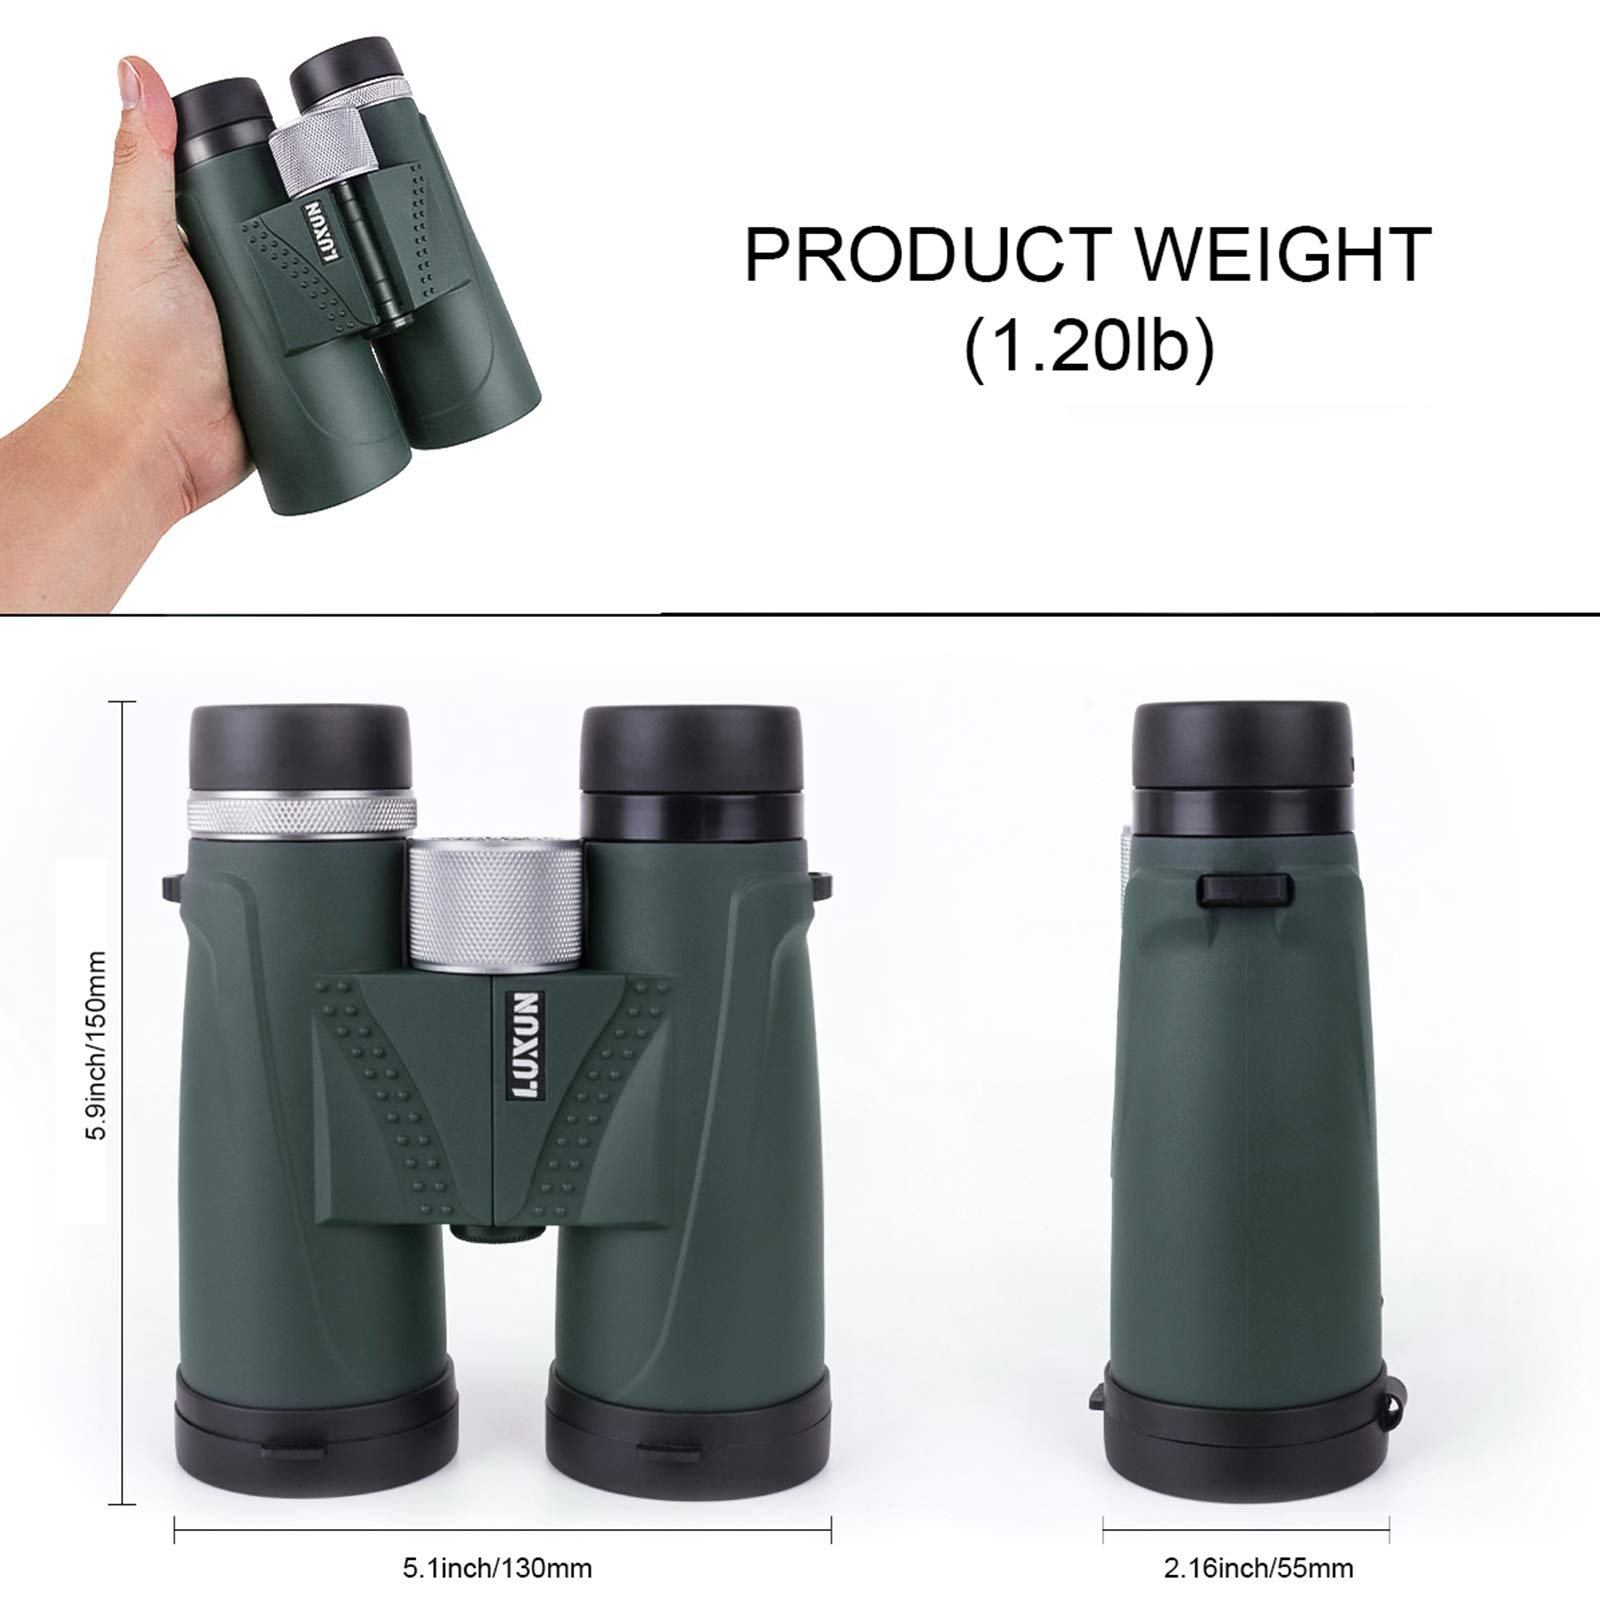 LUXUN
PRODUCT WEIGHT
(1.20lb)
5.9inch/150mm
LUXUN
5.1inch/130mm
2.16inch/55mm